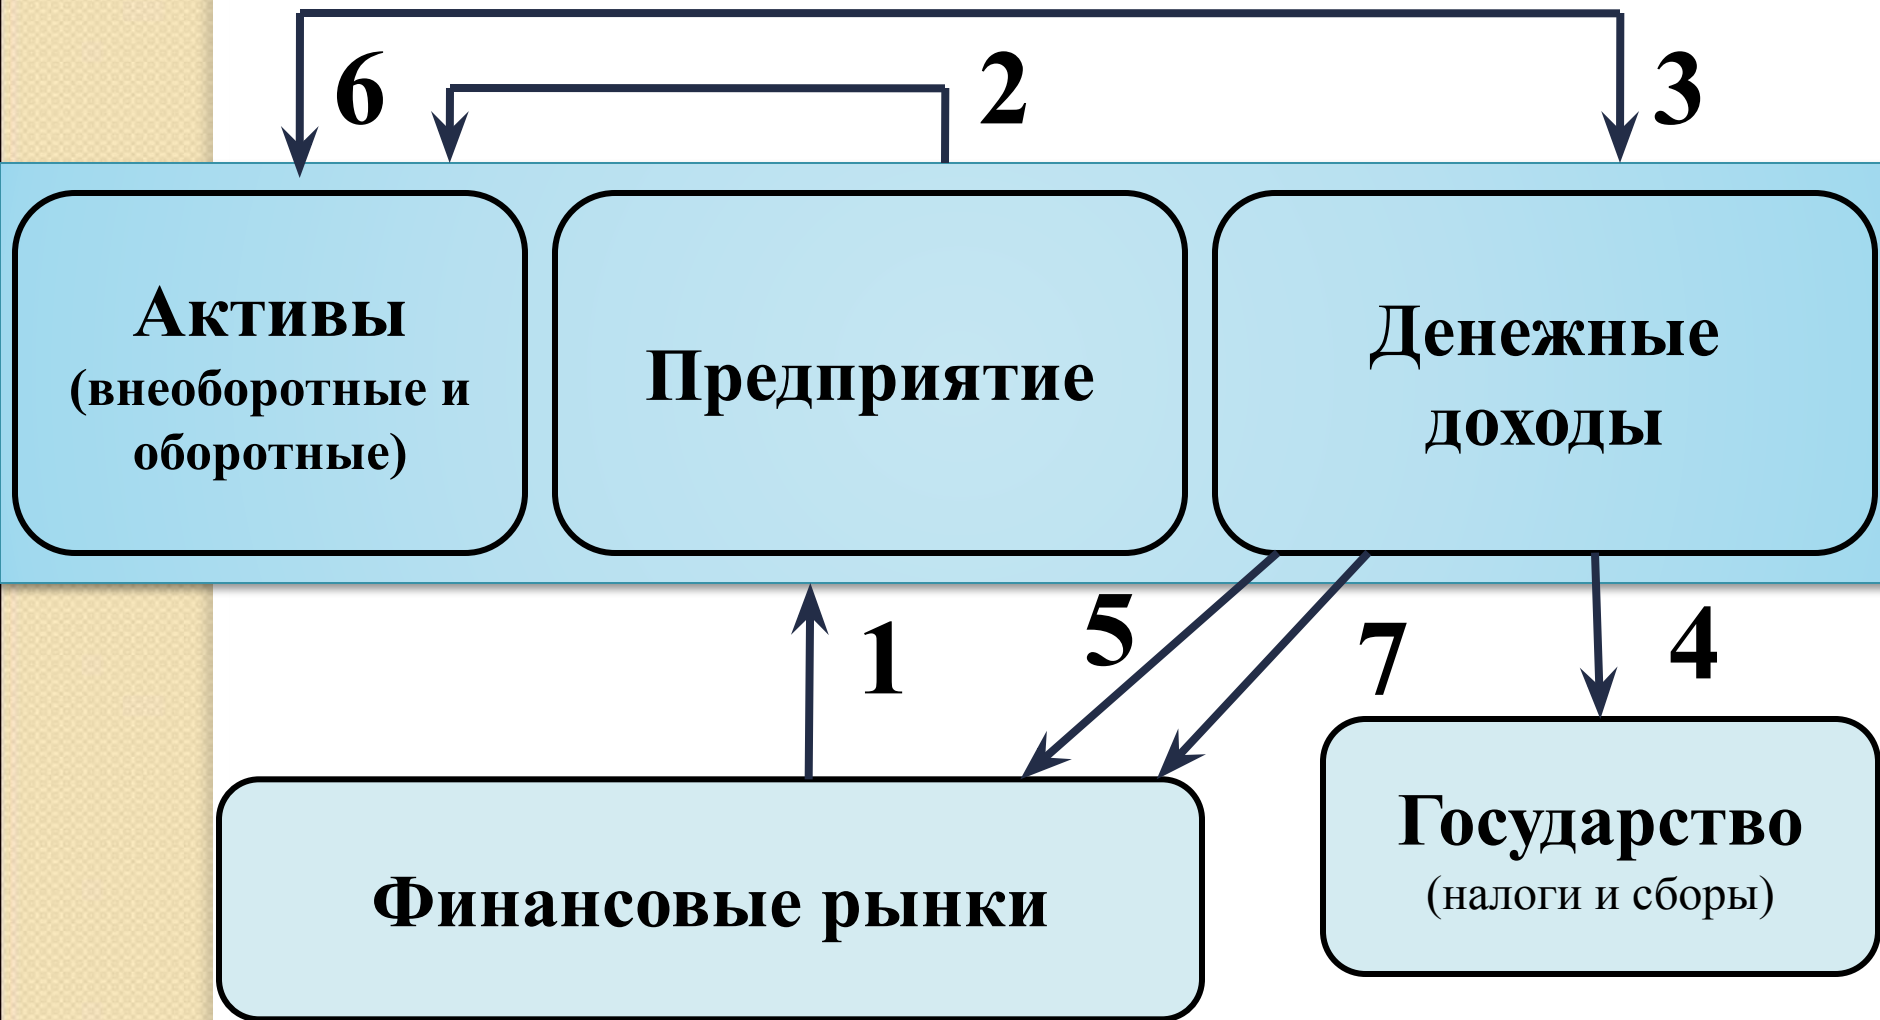 6
2
3
Активы
(внеоборотные и
оборотные)
Предприятие
Денежные
доходы
1
5
7
4
Финансовые рынки
Государство
(налоги и сборы)